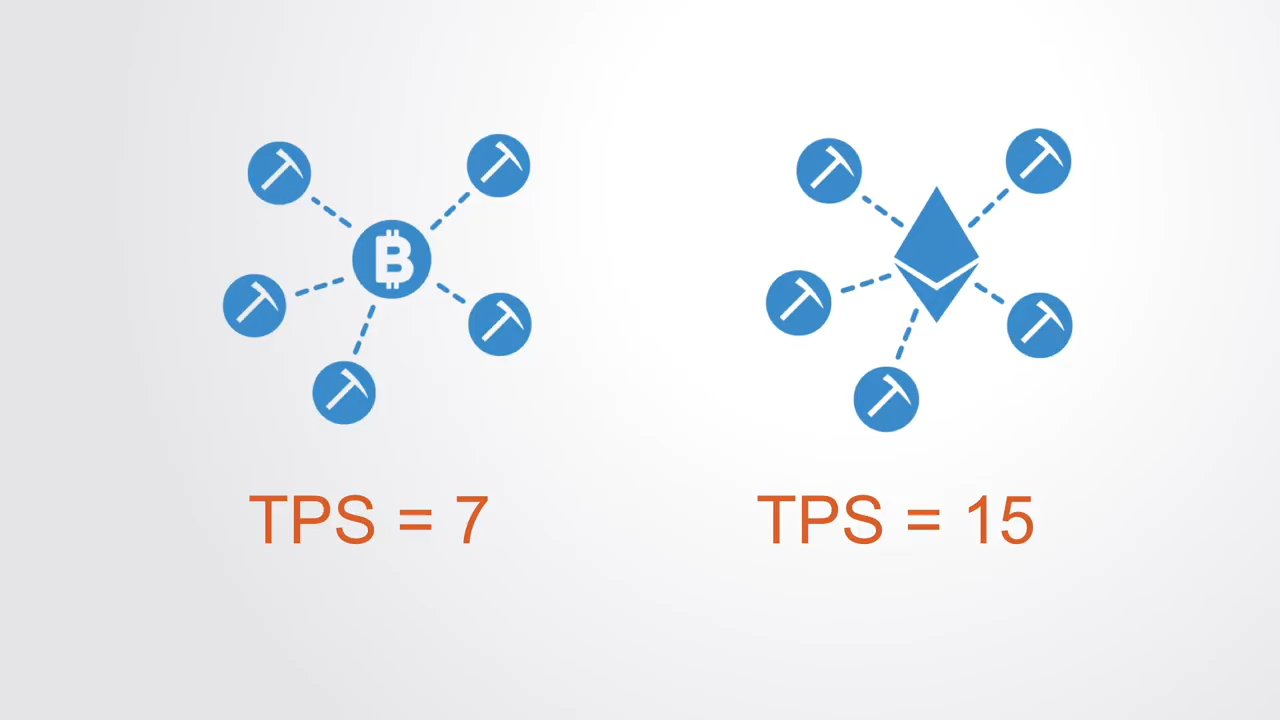 TPS = 7
TPS = 15